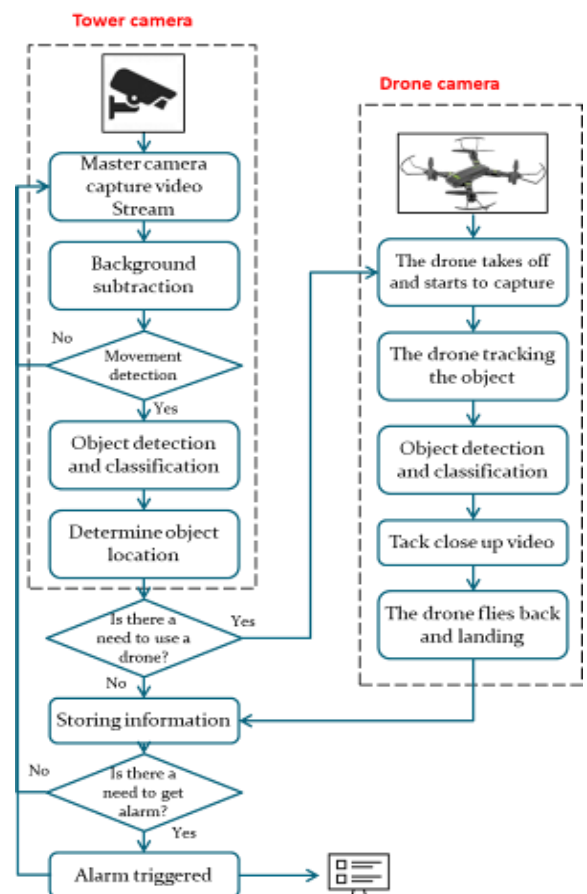 Tower camera
Master camera
capture video
Stream
Background
subtraction
No
Movement
detection
Yes
Object detection
and classification
Determine object
location
Is there a
need to use a
drone?
Yes
No
Storing information
No
Is there a
need to get
alarm?
Yes
Alarm triggered
Drone camera
The drone takes off
and starts to capture
The drone tracking
the object
Object detection
and classification
Tack close up video
The drone flies back
and landing